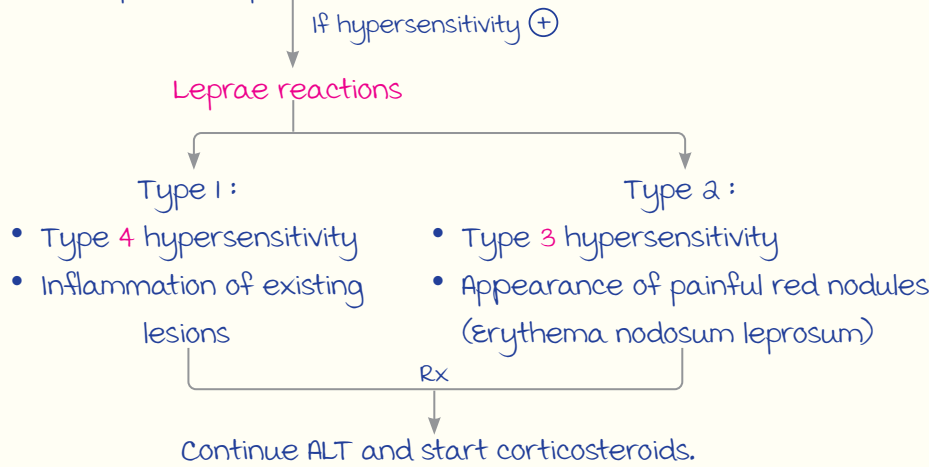 If hypersensitivity +
Leprae reactions
Type 1 :
• Type 4 hypersensitivity
• Inflammation of existing
lesions
Type 2 :
• Type 3 hypersensitivity
• Appearance of painful red nodules
(Erythema nodosum leprosum)
Rx
Continue ALT and start corticosteroids.